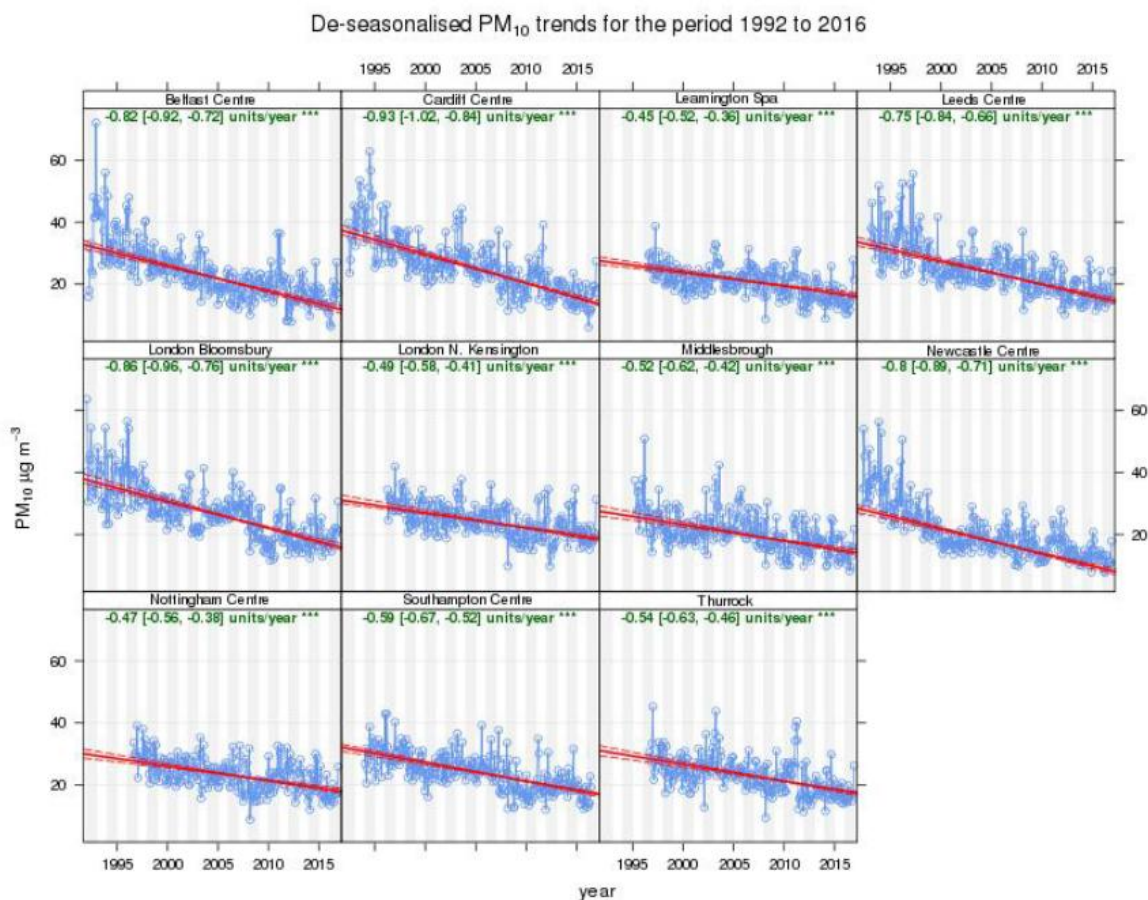 De-seasonalised PM₁₀ trends for the period 1992 to 2016
1995 2000 2005 2010 2015 1995 2000 2005 2010 2015
Belfast Centre Cardiff Centre Leamington Spa Leeds Centre
-0.82 [-0.92, -0.72] units/year *** -0.93 [-1.02, -0.84] units/year *** -0.45 [-0.52, -0.36] units/year *** -0.75 [-0.84, -0.66] units/year ***
60
40
20
London Bloomsbury London N. Kensington Middlesbrough Newcastle Centre
-0.86 [-0.96, -0.76] units/year *** -0.49 [-0.58, -0.41] units/year *** -0.52 [-0.62, -0.42] units/year *** -0.8 [-0.89, -0.71] units/year ***
60
40
20
PM₁₀ µg m⁻³
Nottingham Centre Southampton Centre Thurrock
-0.47 [-0.56, -0.38] units/year *** -0.59 [-0.67, -0.52] units/year *** -0.54 [-0.63, -0.46] units/year ***
60
40
20
1995 2000 2005 2010 2015 1995 2000 2005 2010 2015
year